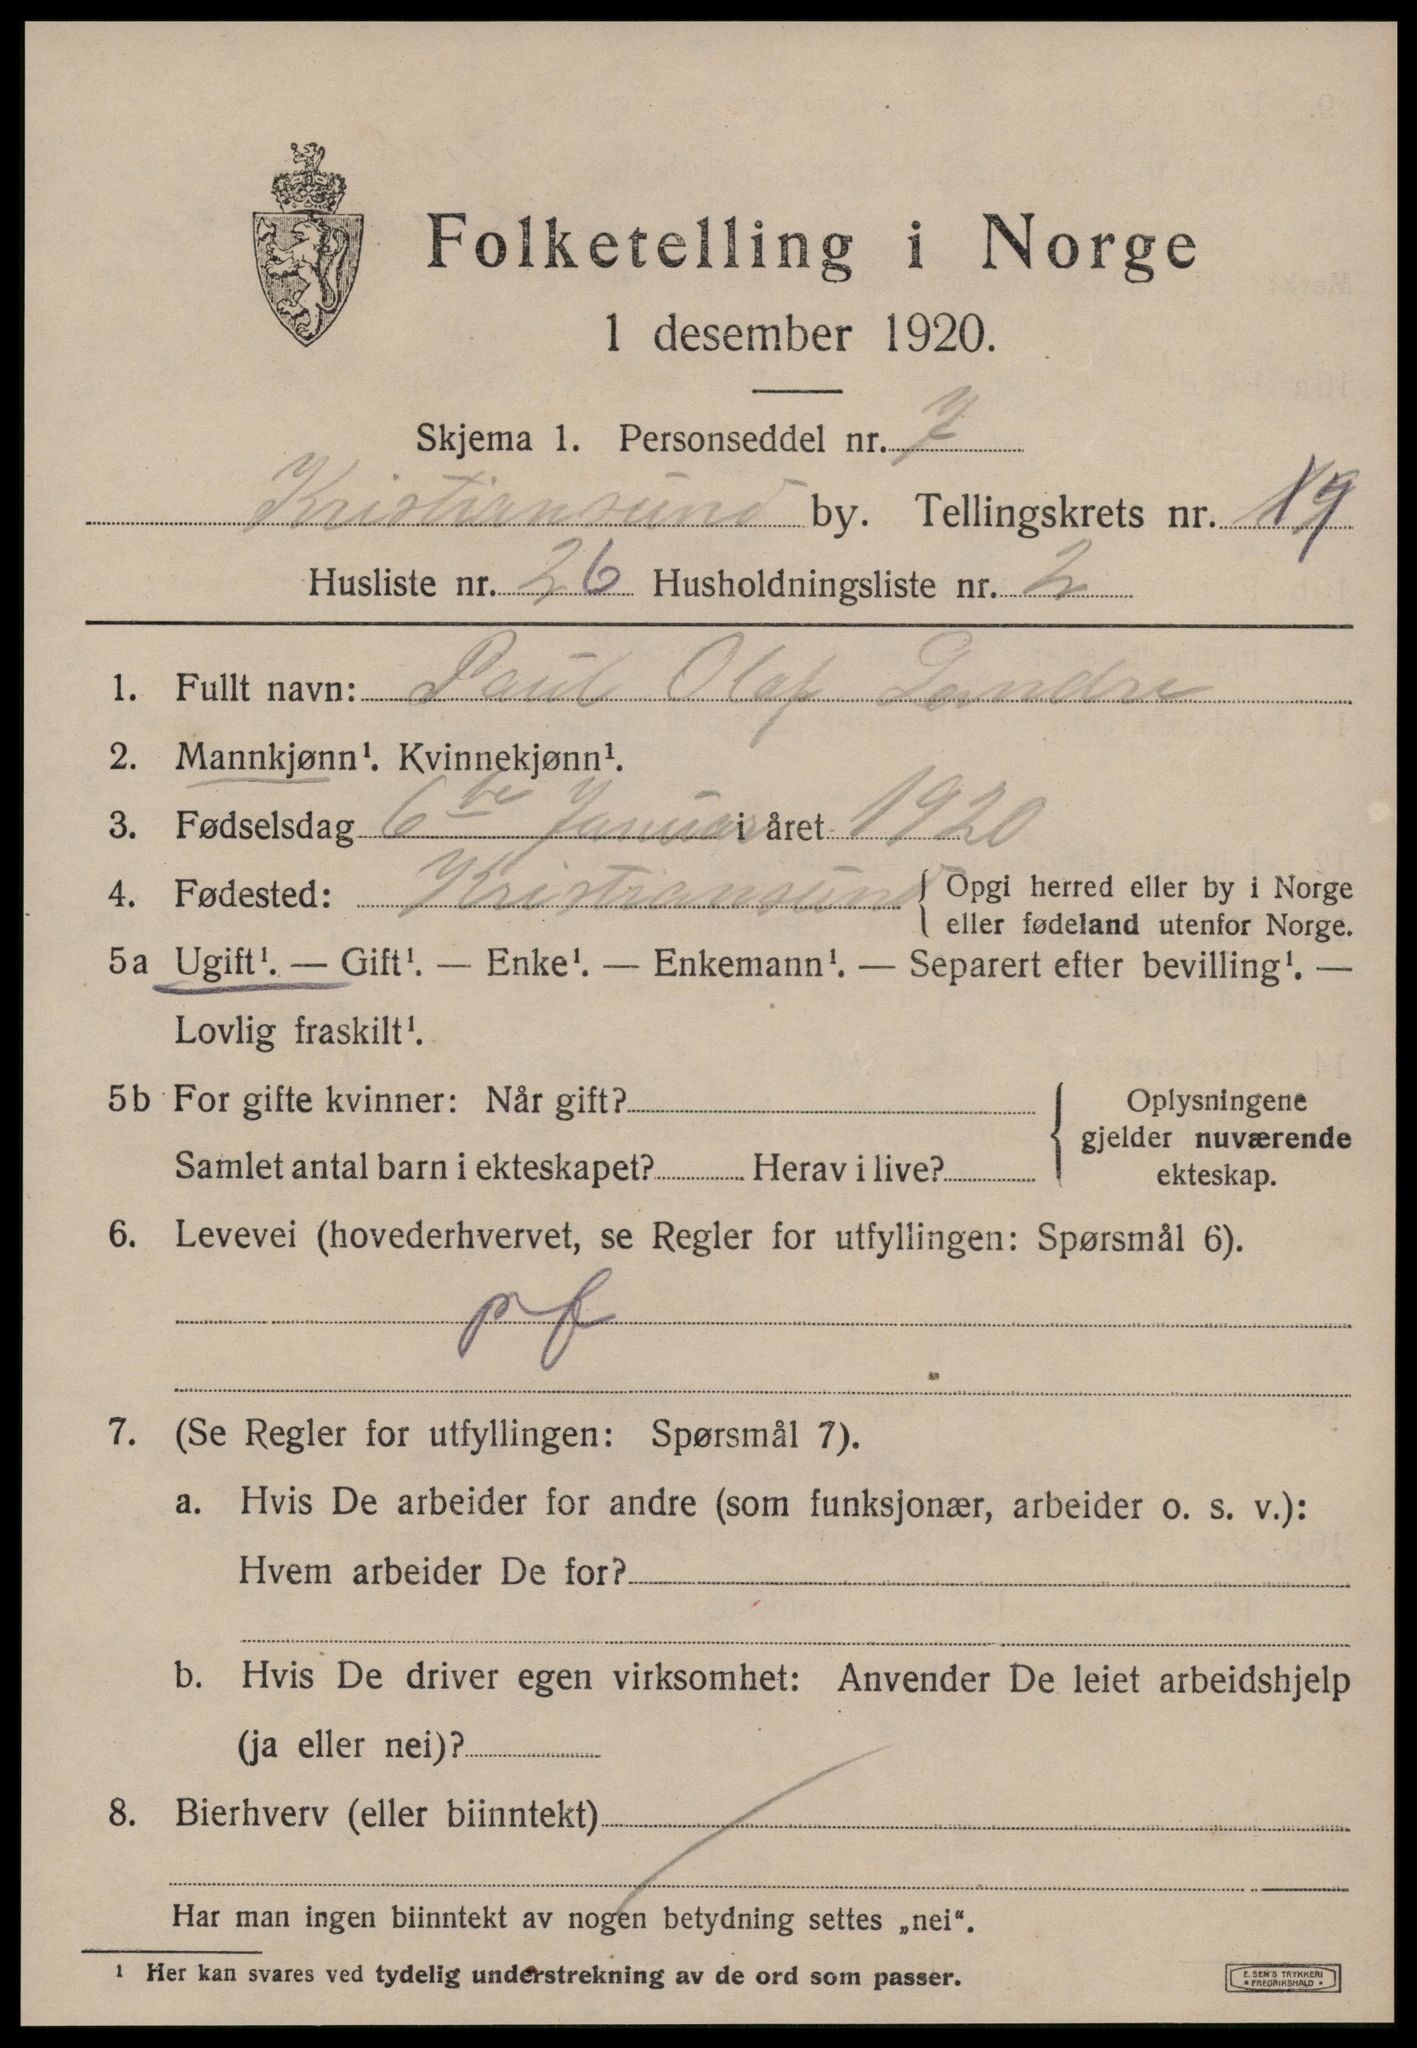 Folketelling i Norge
1 desember 1920.
Skjema 1. Personseddel nr. 7
Kristiansund by. Tellingskrets nr. 19
Husliste nr. 26 Husholdningsliste nr. 2
1. Fullt navn: Paul Olaf
2. Mannkjønn¹. Kvinnekjønn¹.
3. Fødselsdag 6te Januar i året 1920
4. Fødested: Kristiansund { Opgi herred eller by i Norge
eller fødeland utenfor Norge.
5a Ugift¹. — Gift¹. — Enke¹. — Enkemann¹. — Separert efter bevilling¹. —
Lovlig fraskilt¹.
5b For gifte kvinner: Når gift? Oplysningene
gjelder nuværende
Samlet antal barn i ekteskapet? Herav i live? ekteskap.
6. Levevei (hovederhvervet, se Regler for utfyllingen: Spørsmål 6).
pf
7. (Se Regler for utfyllingen: Spørsmål 7).
a. Hvis De arbeider for andre (som funksjonær, arbeider o. s. v.):
Hvem arbeider De for?
b. Hvis De driver egen virksomhet: Anvender De leiet arbeidshjelp
(ja eller nei)?
8. Bierhverv (eller biinntekt)
Har man ingen biinntekt av nogen betydning settes „nei“.
¹ Her kan svares ved tydelig understrekning av de ord som passer.
E. SEM'S TRYKKERI
FREDRIKSHALD